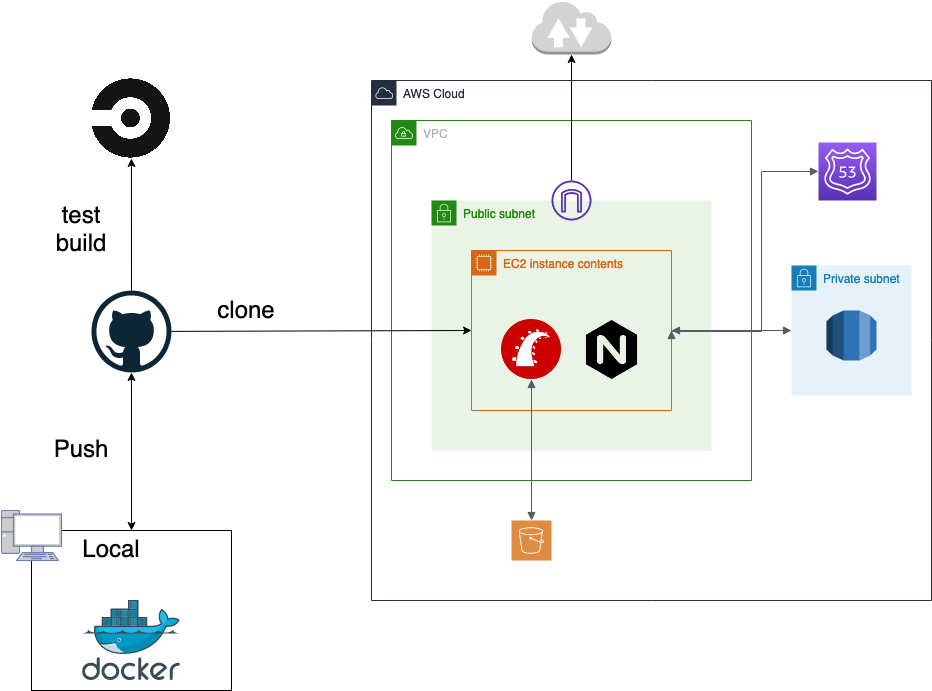 AWS Cloud
VPC
53
test
build
Public subnet
EC2 instance contents
Private subnet
clone
N
Push
Local
docker